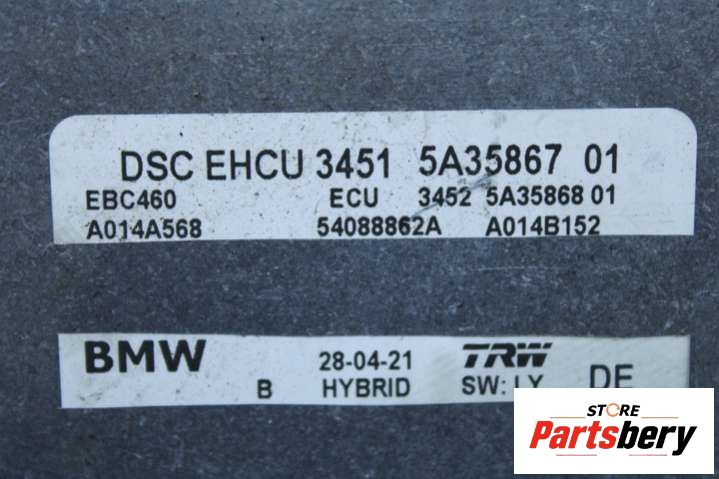 DSC EHCU 3451 5A35867 01
EBC460 ECU 3452 5A35868 01
A014A568 54088862A A014B152
BMW 28-04-21 TRW
B HYBRID SW: LY DE
STORE
Partsbery